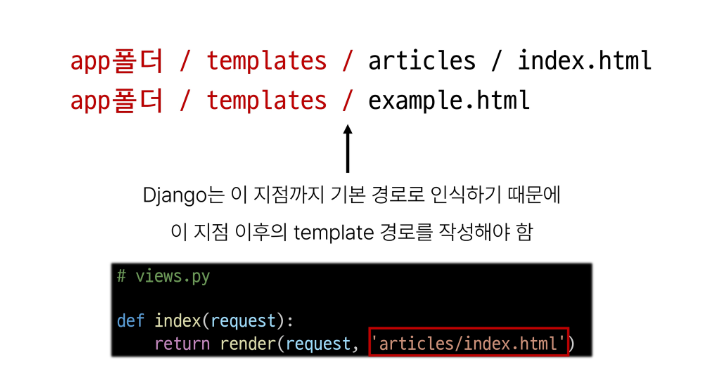 app폴더 / templates / articles / index.html
app폴더 / templates / example.html
Django는 이 지점까지 기본 경로로 인식하기 때문에
이 지점 이후의 template 경로를 작성해야 함
# views.py
def index(request):
    return render(request, 'articles/index.html')